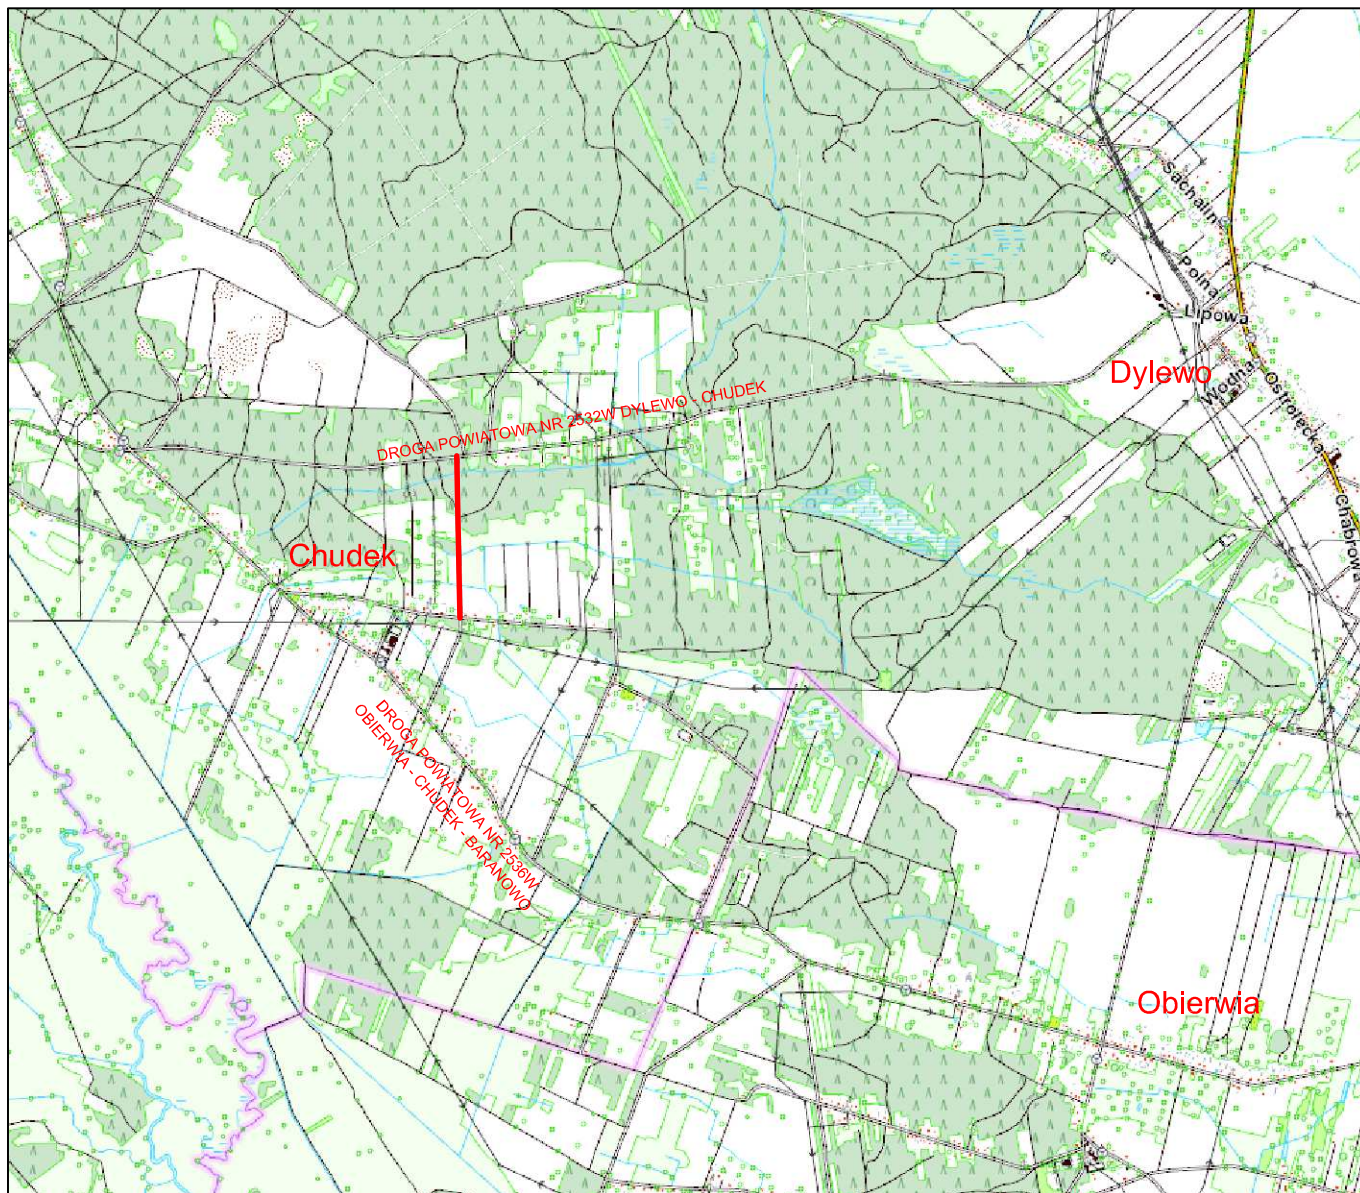 Sachalin
Polna
Lipowa
Dylewo
Wodna
Ostrołęcka
DROGA POWIATOWA NR 2532W DYLEWO - CHUDEK
Chabrowa
Chudek
DROGA POWIATOWA NR 2536W
OBIERWIA - CHUDEK - BARANOWO
Obierwia